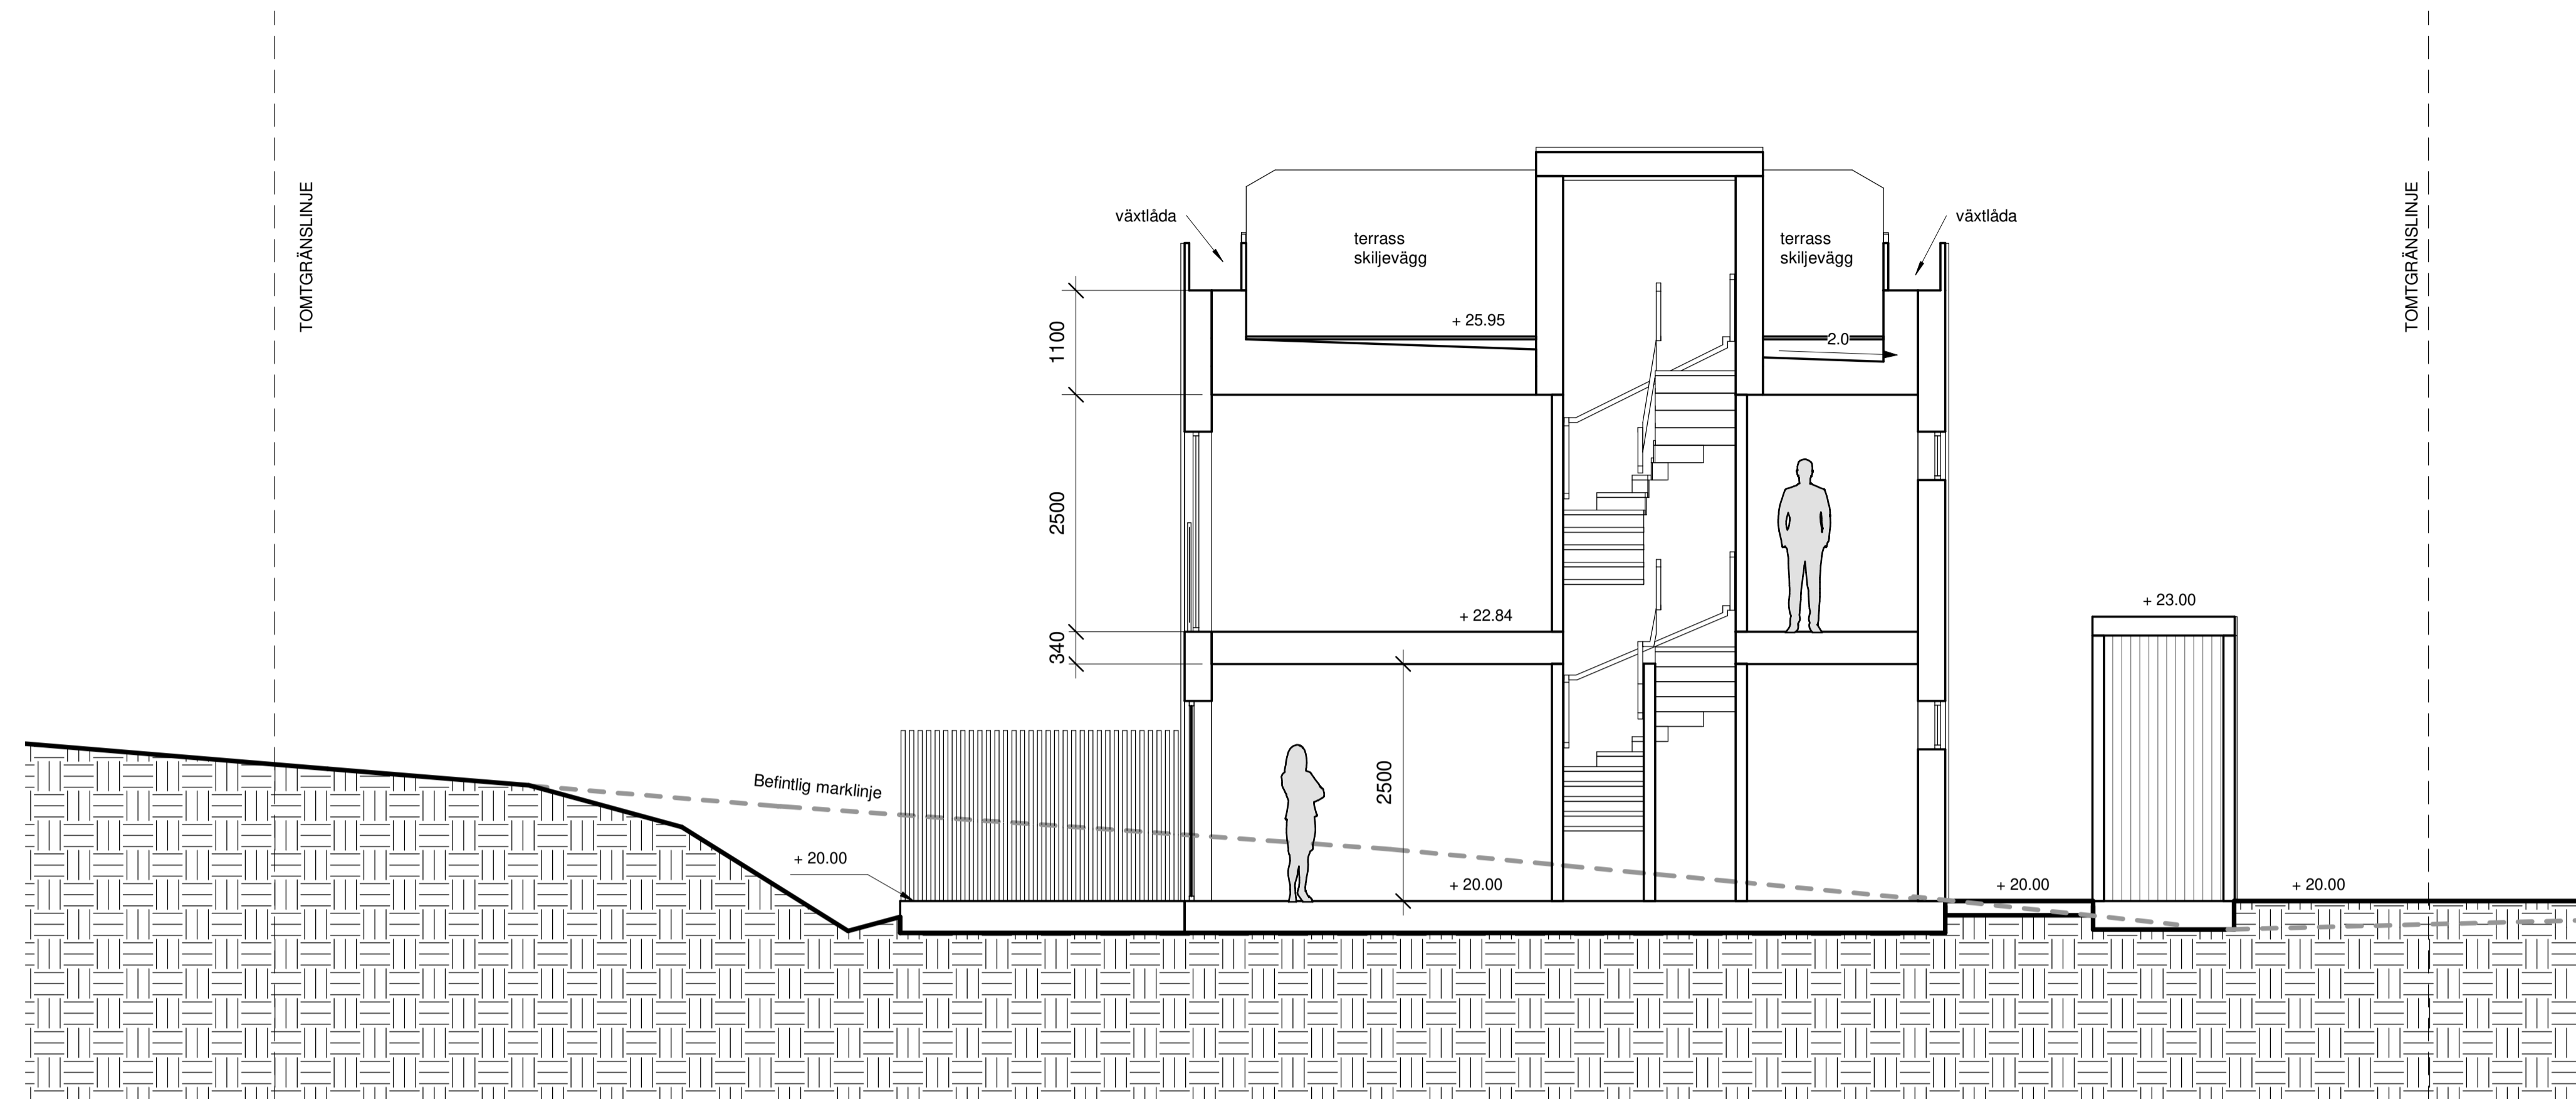 TOMTGRÄNSLINJE
TOMTGRÄNSLINJE
växtlåda
växtlåda
terrass
skiljevägg
terrass
skiljevägg
+ 25.95
2.0
1100
2500
340
+ 22.84
+ 23.00
Befintlig marklinje
2500
+ 20.00
+ 20.00
+ 20.00
+ 20.00